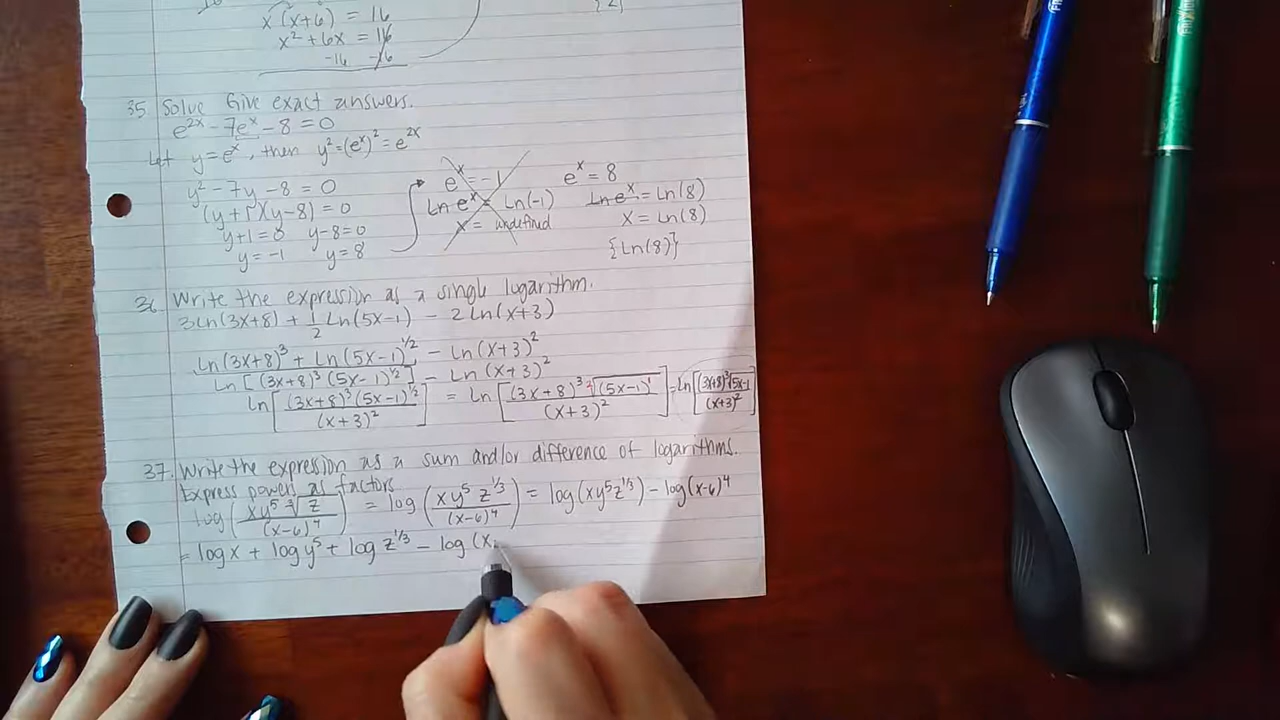 x(x+6) = 16
{2}
x² + 6x = 16
-16 -16
35 Solve Give exact answers.
e^2x - 7e^x - 8 = 0
Let y = e^x, then y² = (e^x)² = e^2x
y² - 7y - 8 = 0
(y+1)(y-8) = 0
y+1 = 0 y-8 = 0
y = -1 y = 8
e^x = -1
Ln e^x = Ln(-1)
x = undefined
e^x = 8
Ln e^x = Ln(8)
x = Ln(8)
{Ln(8)}
36. Write the expression as a single logarithm.
3Ln(3x+8) + 1/2 Ln(5x-1) - 2Ln(x+3)
Ln(3x+8)³ + Ln(5x-1)^1/2 - Ln(x+3)²
Ln[(3x+8)³(5x-1)^1/2] - Ln(x+3)²
Ln[(3x+8)³(5x-1)^1/2 / (x+3)²] = Ln[(3x+8)³ ²√(5x-1)¹ / (x+3)²] = Ln[(3x+8)³√5x-1 / (x+3)²]
37. Write the expression as a sum and/or difference of logarithms.
Express powers as factors.
log(xy⁵ ³√z / (x-6)⁴) = log(xy⁵z^1/3 / (x-6)⁴) = log(xy⁵z^1/3) - log(x-6)⁴
= log x + log y⁵ + log z^1/3 - log (x